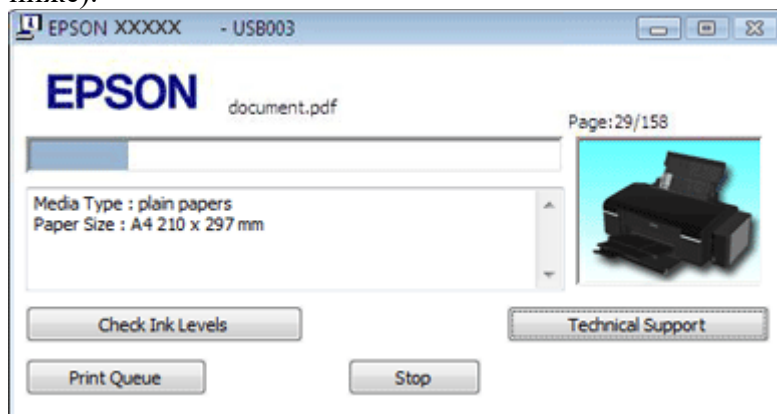 ниже).
EPSON XXXXX - USB003
EPSON
document.pdf
Page:29/158
Media Type : plain papers
Paper Size : A4 210 x 297 mm
Check Ink Levels
Technical Support
Print Queue
Stop